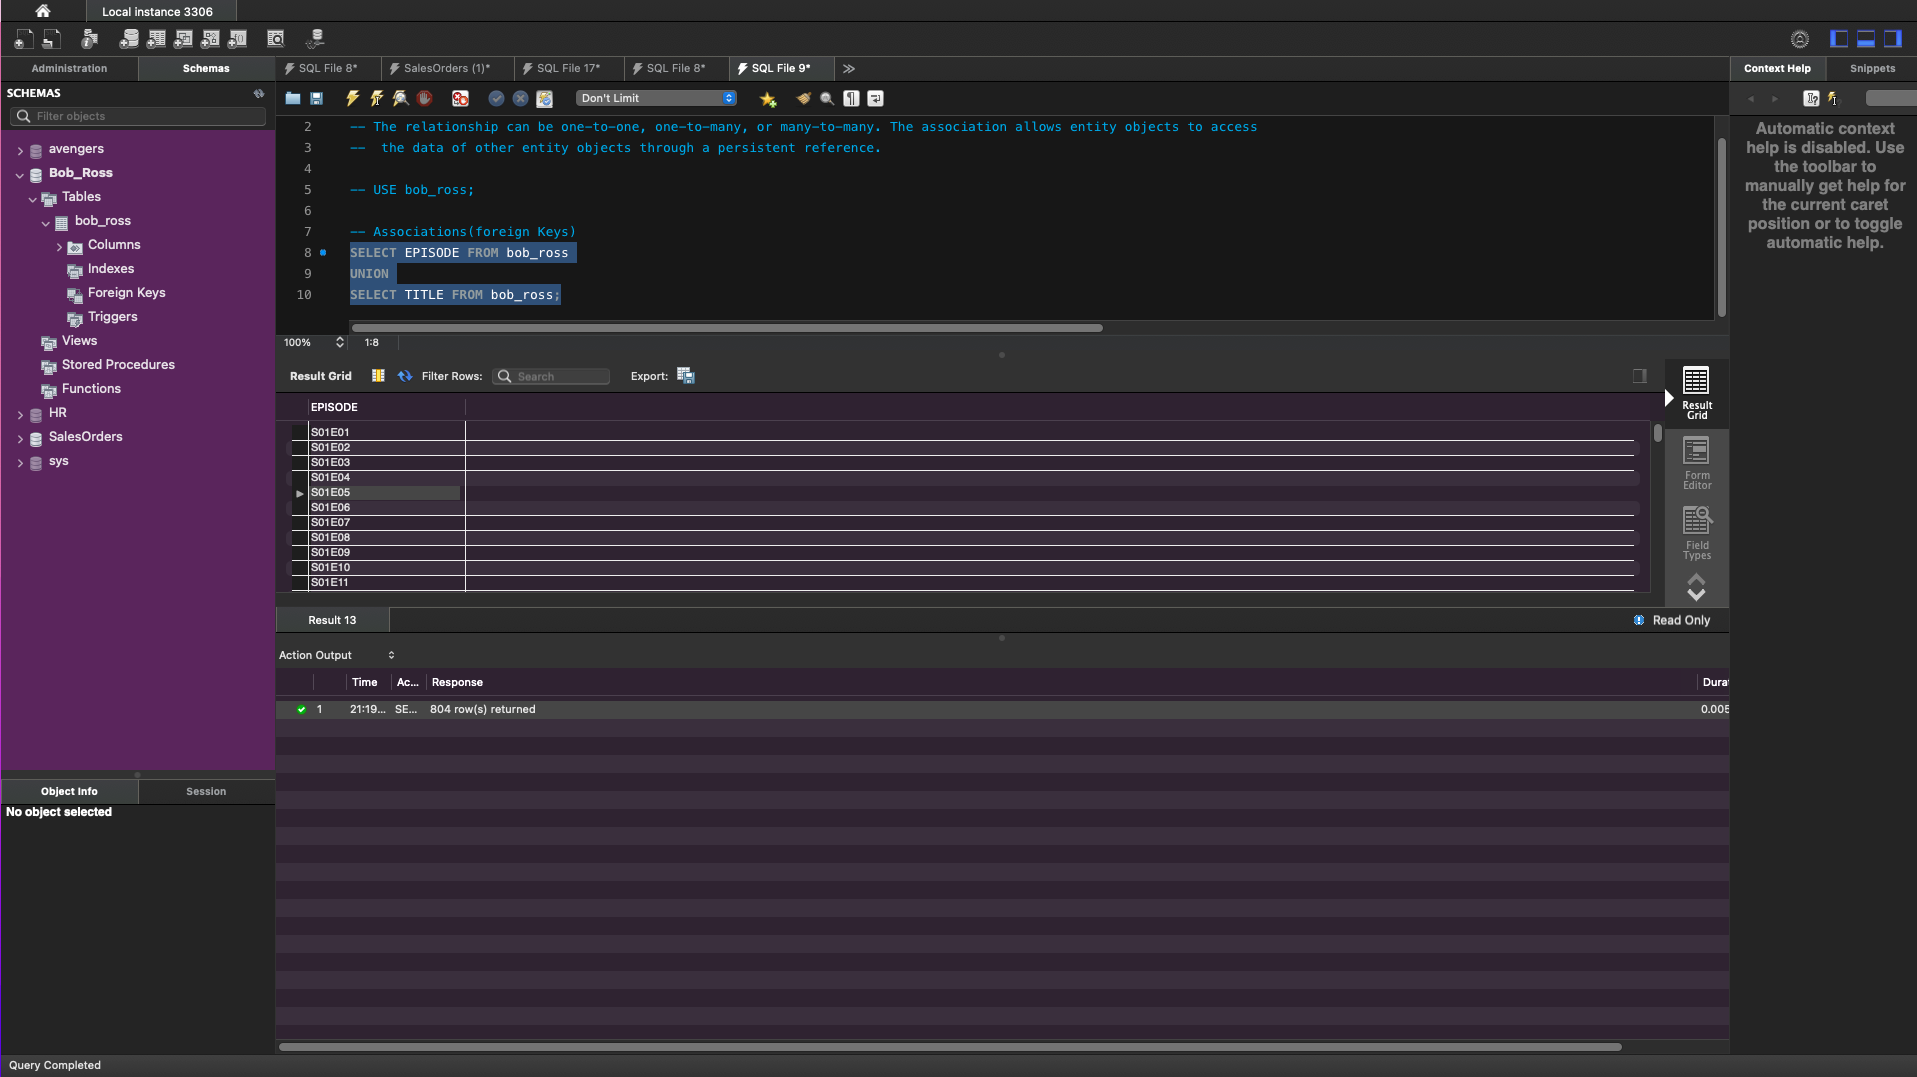 Local instance 3306
Administration
Schemas
SQL File 8*
SalesOrders (1)*
SQL File 17*
SQL File 8*
SQL File 9*
Context Help
Snippets
SCHEMAS
Filter objects
avengers
Bob_Ross
Tables
bob_ross
Columns
Indexes
Foreign Keys
Triggers
Views
Stored Procedures
Functions
HR
SalesOrders
sys
Don't Limit
2 -- The relationship can be one-to-one, one-to-many, or many-to-many. The association allows entity objects to access
3 --  the data of other entity objects through a persistent reference.
4
5 -- USE bob_ross;
6
7 -- Associations(foreign Keys)
8 SELECT EPISODE FROM bob_ross
9 UNION
10 SELECT TITLE FROM bob_ross;
100%
1:8
Automatic context
help is disabled. Use
the toolbar to
manually get help for
the current caret
position or to toggle
automatic help.
Result Grid
Filter Rows:
Search
Export:
EPISODE
S01E01
S01E02
S01E03
S01E04
S01E05
S01E06
S01E07
S01E08
S01E09
S01E10
S01E11
Result
Grid
Form
Editor
Field
Types
Result 13
Read Only
Action Output
Time Ac... Response Durat
1 21:19... SE... 804 row(s) returned 0.005
Object Info
Session
No object selected
Query Completed